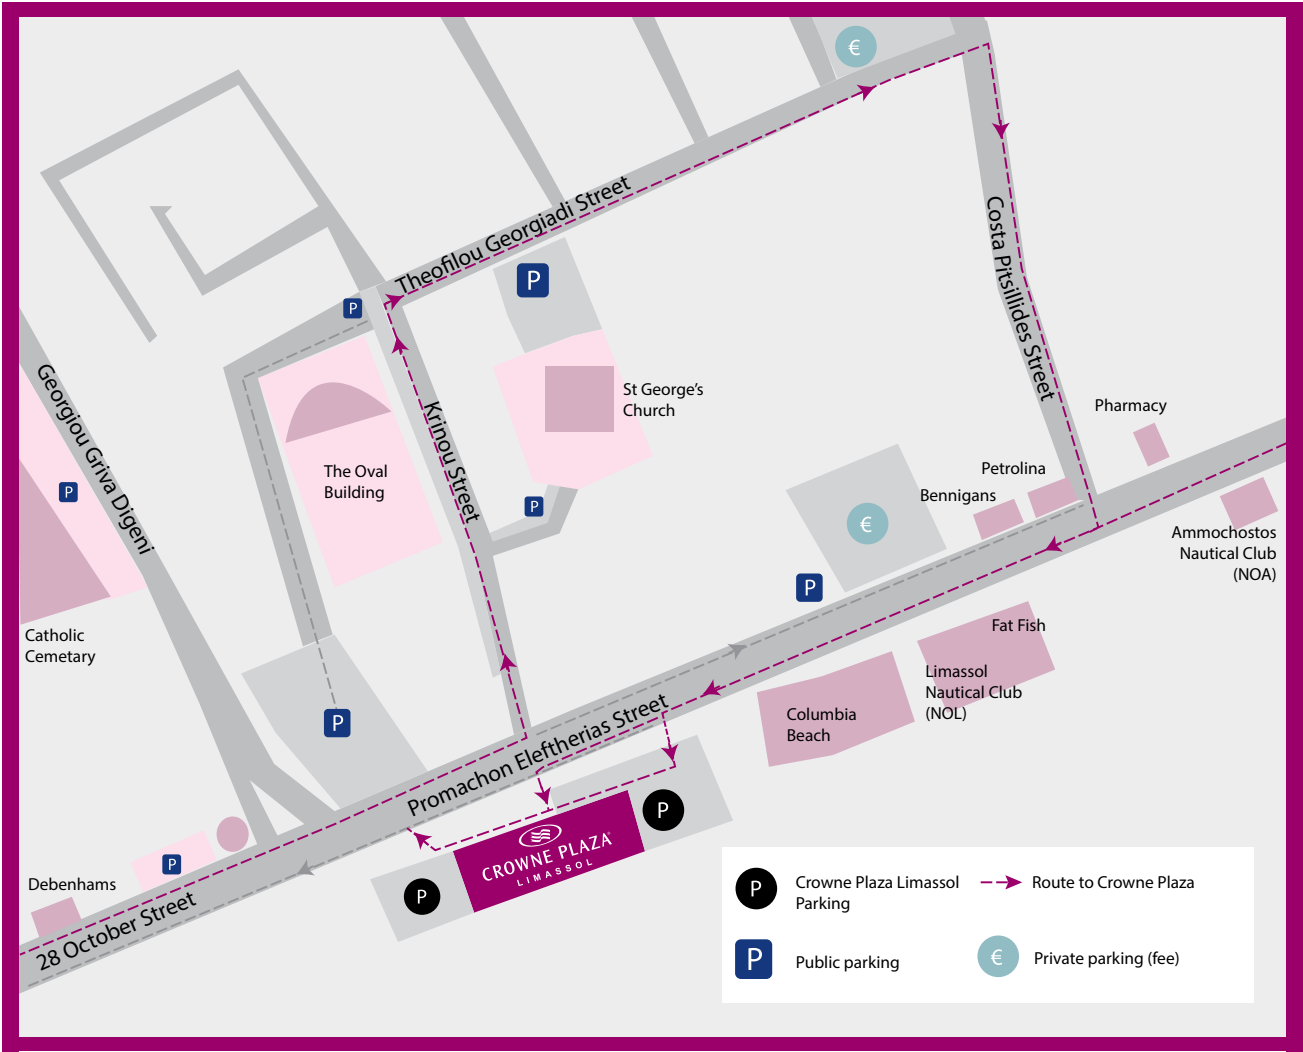 €
Theofilou Georgiadi Street
P
P
Costa Pitsillides Street
Georgiou Griva Digeni
Krinou Street
St George's
Church
Pharmacy
The Oval
Building
P
P
Petrolina
Bennigans
€
Ammochostos
Nautical Club
(NOA)
P
Catholic
Cemetary
Fat Fish
Limassol
Nautical Club
(NOL)
Columbia
Beach
P
Promachon Eleftherias Street
P
CROWNE PLAZA
LIMASSOL
P
P
Debenhams
28 October Street
P
Crowne Plaza Limassol
Parking
Route to Crowne Plaza
P
Public parking
€
Private parking (fee)